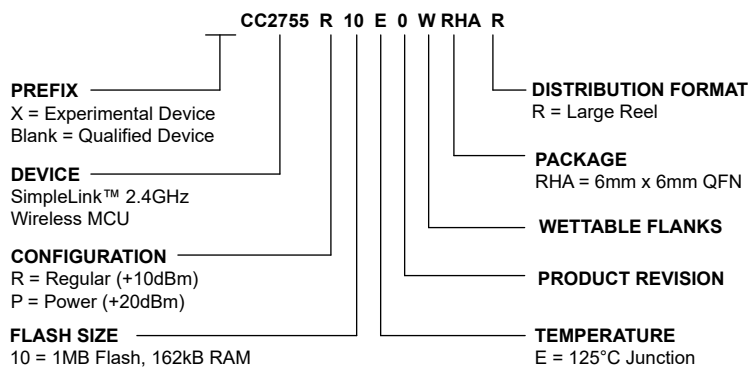 CC2755 R 10 E 0 W RHA R
PREFIX
X = Experimental Device
Blank = Qualified Device
DEVICE
SimpleLink™ 2.4GHz
Wireless MCU
CONFIGURATION
R = Regular (+10dBm)
P = Power (+20dBm)
FLASH SIZE
10 = 1MB Flash, 162kB RAM
DISTRIBUTION FORMAT
R = Large Reel
PACKAGE
RHA = 6mm x 6mm QFN
WETTABLE FLANKS
PRODUCT REVISION
TEMPERATURE
E = 125°C Junction